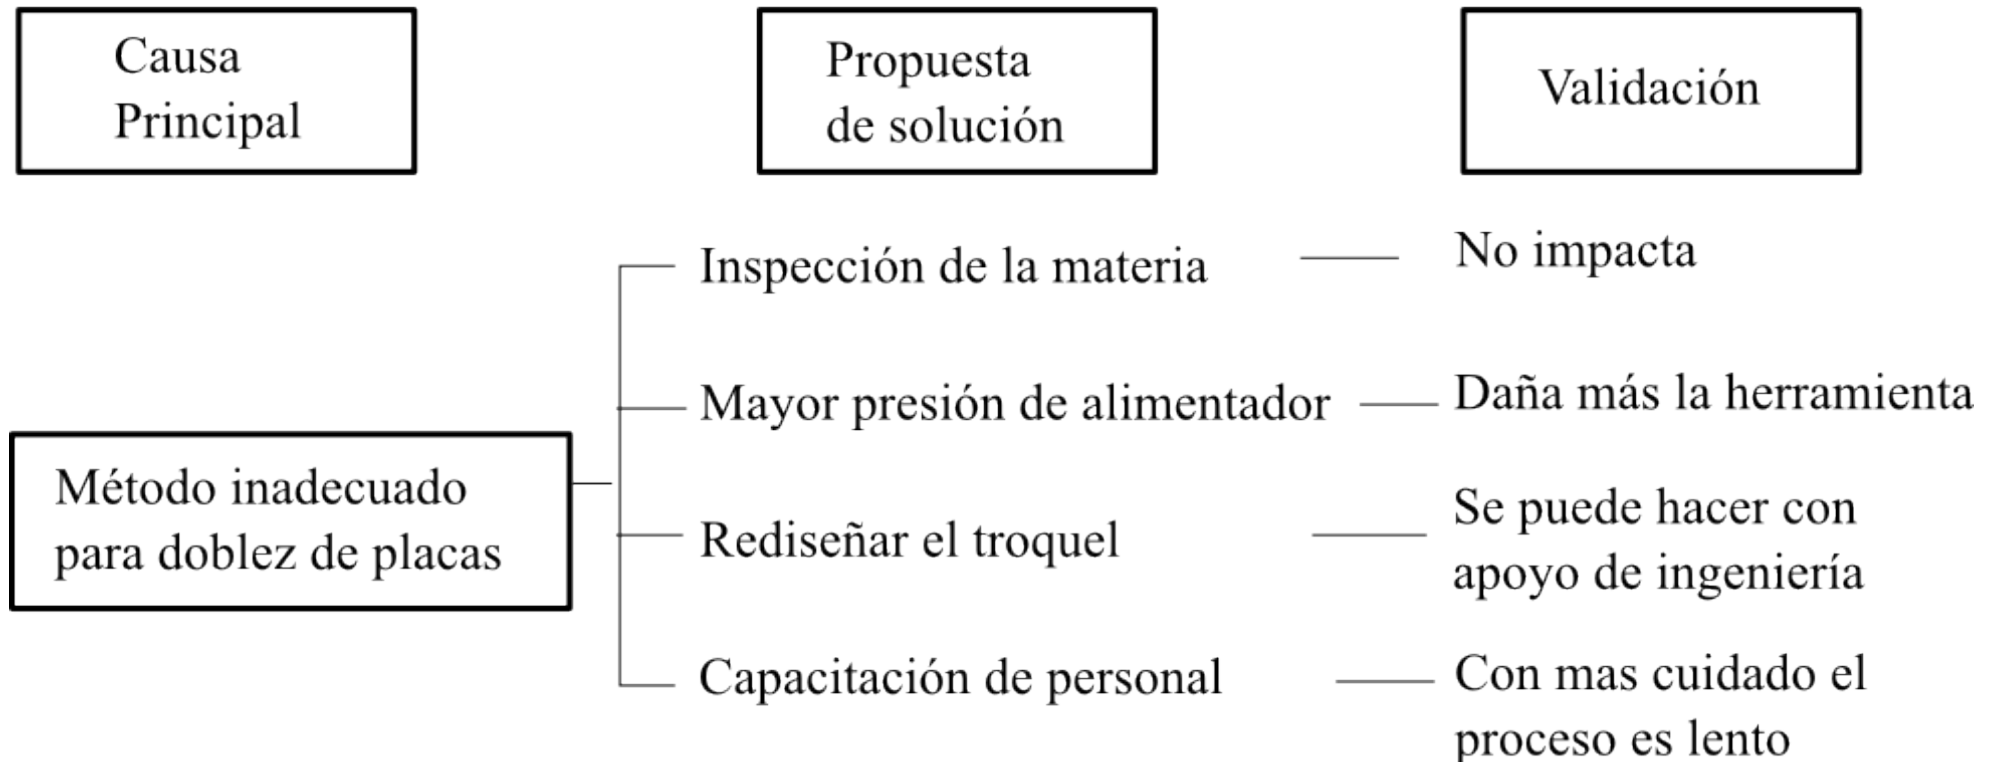 Causa
Principal
Propuesta
de solución
Validación
Inspección de la materia
No impacta
Mayor presión de alimentador
Daña más la herramienta
Método inadecuado
para doblez de placas
Rediseñar el troquel
Se puede hacer con
apoyo de ingeniería
Capacitación de personal
Con mas cuidado el
proceso es lento